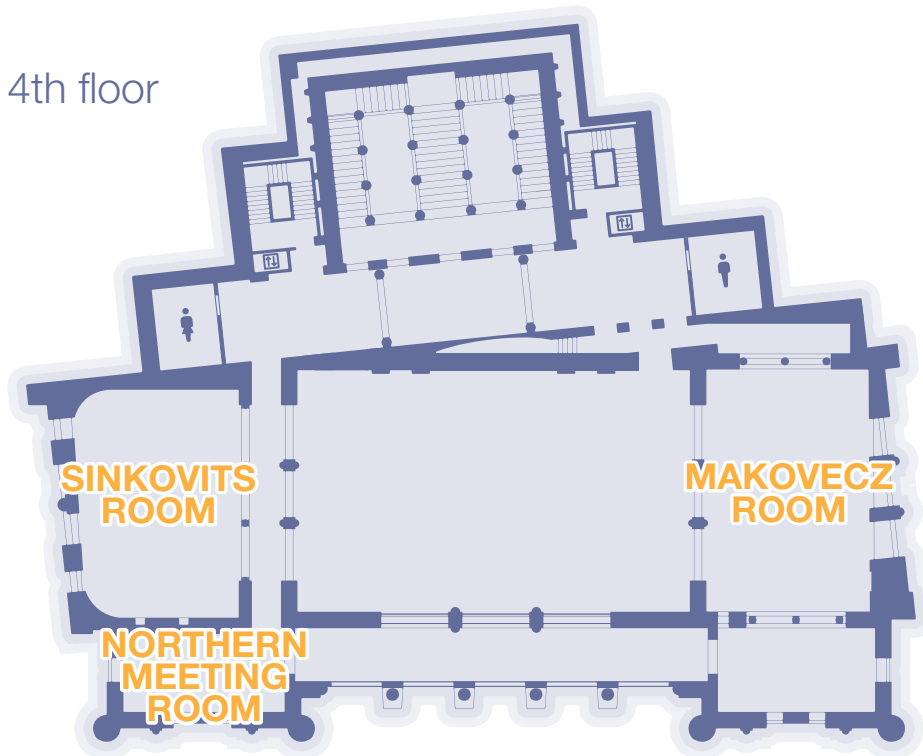 4th floor
SINKOVITS
ROOM
MAKOVECZ
ROOM
NORTHERN
MEETING
ROOM